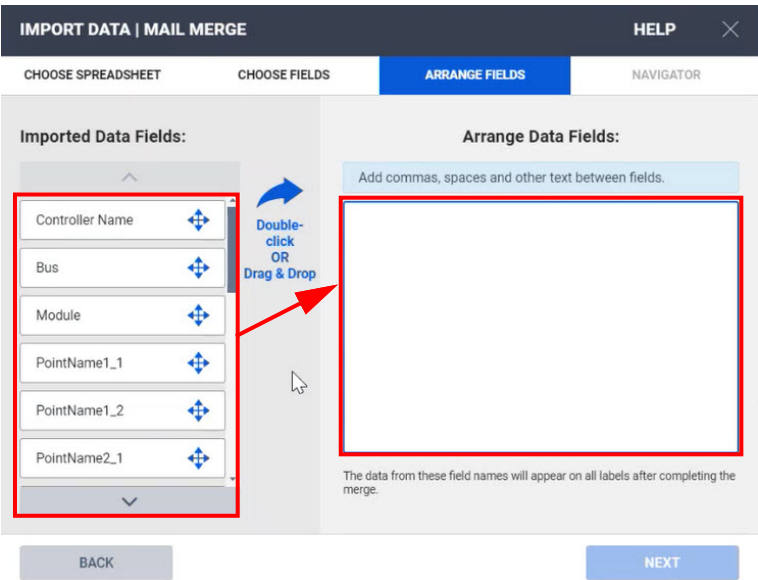 IMPORT DATA | MAIL MERGE
HELP
CHOOSE SPREADSHEET
CHOOSE FIELDS
ARRANGE FIELDS
NAVIGATOR
Imported Data Fields:
Controller Name
Bus
Module
PointName1_1
PointName1_2
PointName2_1
Double-
click
OR
Drag & Drop
Arrange Data Fields:
Add commas, spaces and other text between fields.
The data from these field names will appear on all labels after completing the
merge.
BACK
NEXT